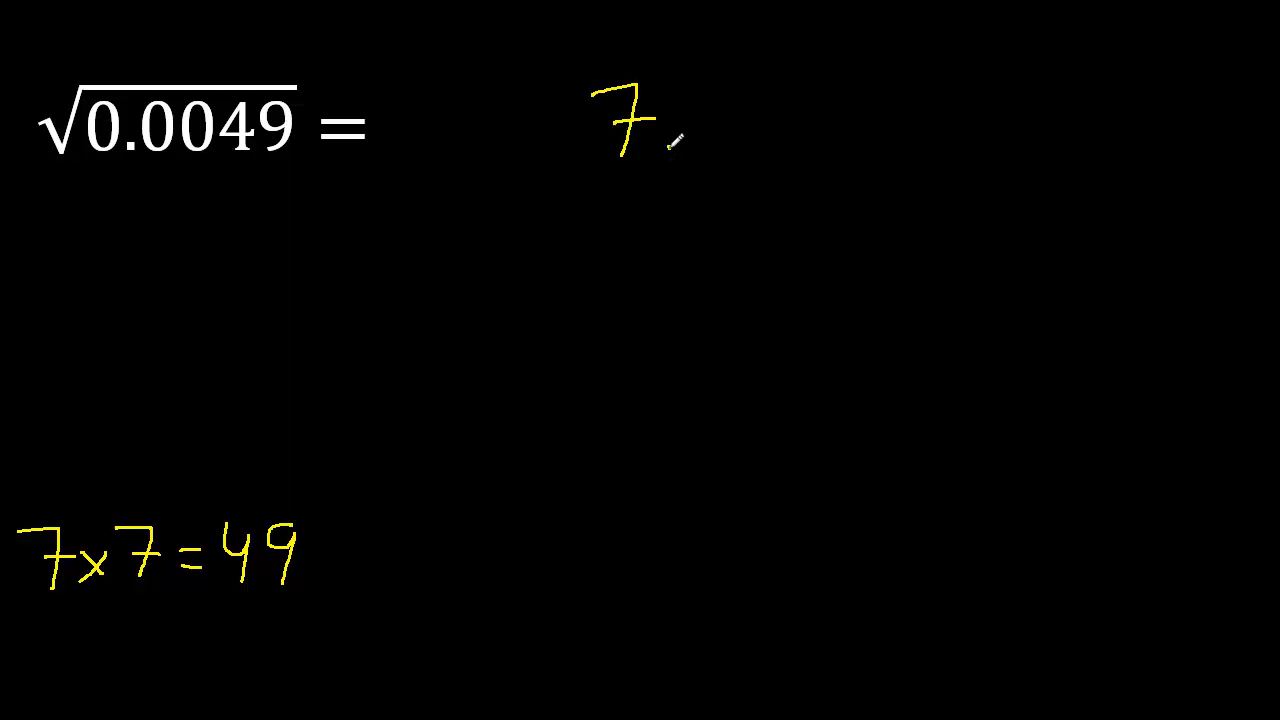 √0.0049 = 7.
7x7=49